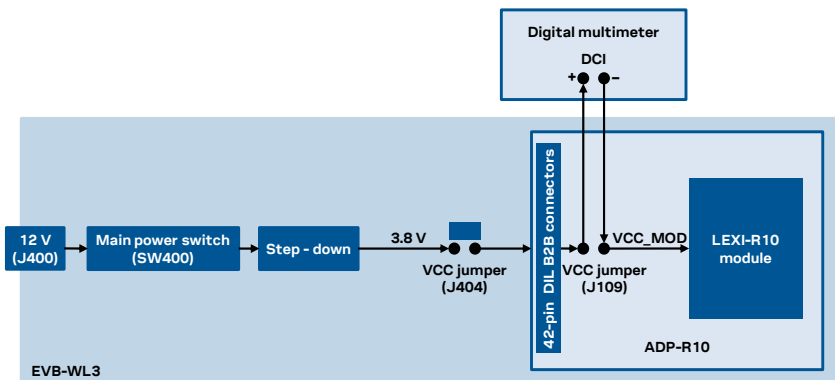 Digital multimeter
DCI
+ –
42-pin DIL B2B connectors
12 V
(J400)
Main power switch
(SW400)
Step - down
3.8 V
VCC jumper
(J404)
VCC jumper
(J109)
VCC_MOD
LEXI-R10
module
ADP-R10
EVB-WL3